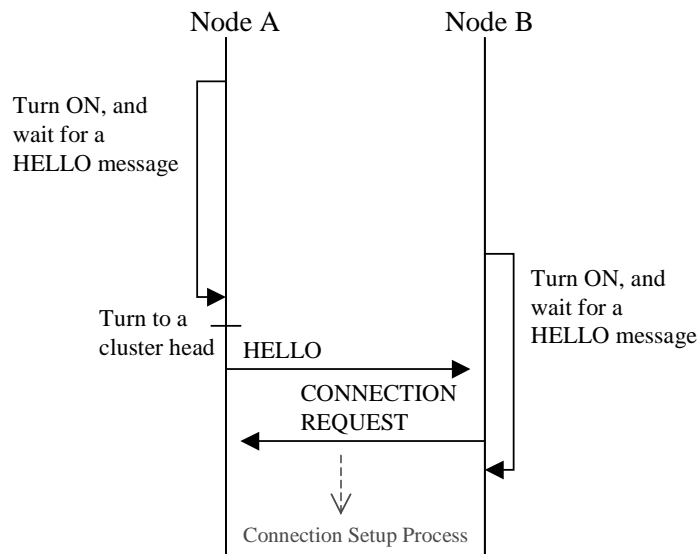 Node A
Node B
Turn ON, and
wait for a
HELLO message
Turn ON, and
wait for a
HELLO message
Turn to a
cluster head
HELLO
CONNECTION
REQUEST
Connection Setup Process